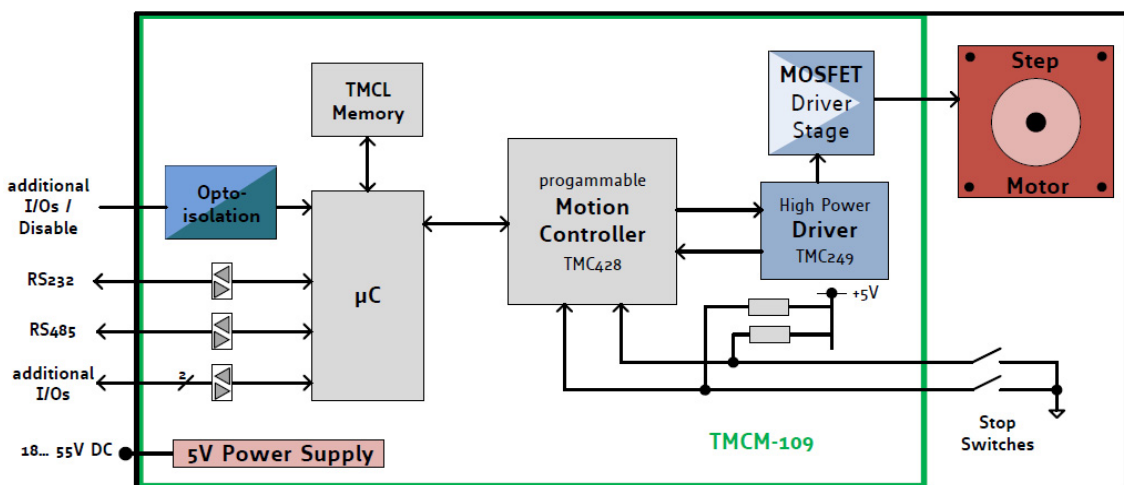 TMCL
Memory
MOSFET
Driver
Stage
Step
Motor
additional
I/Os /
Disable
Opto-
isolation
progammable
Motion
Controller
TMC428
High Power
Driver
TMC249
RS232
µC
+5V
RS485
additional
I/Os
2
Stop
Switches
TMCM-109
18... 55V DC
5V Power Supply